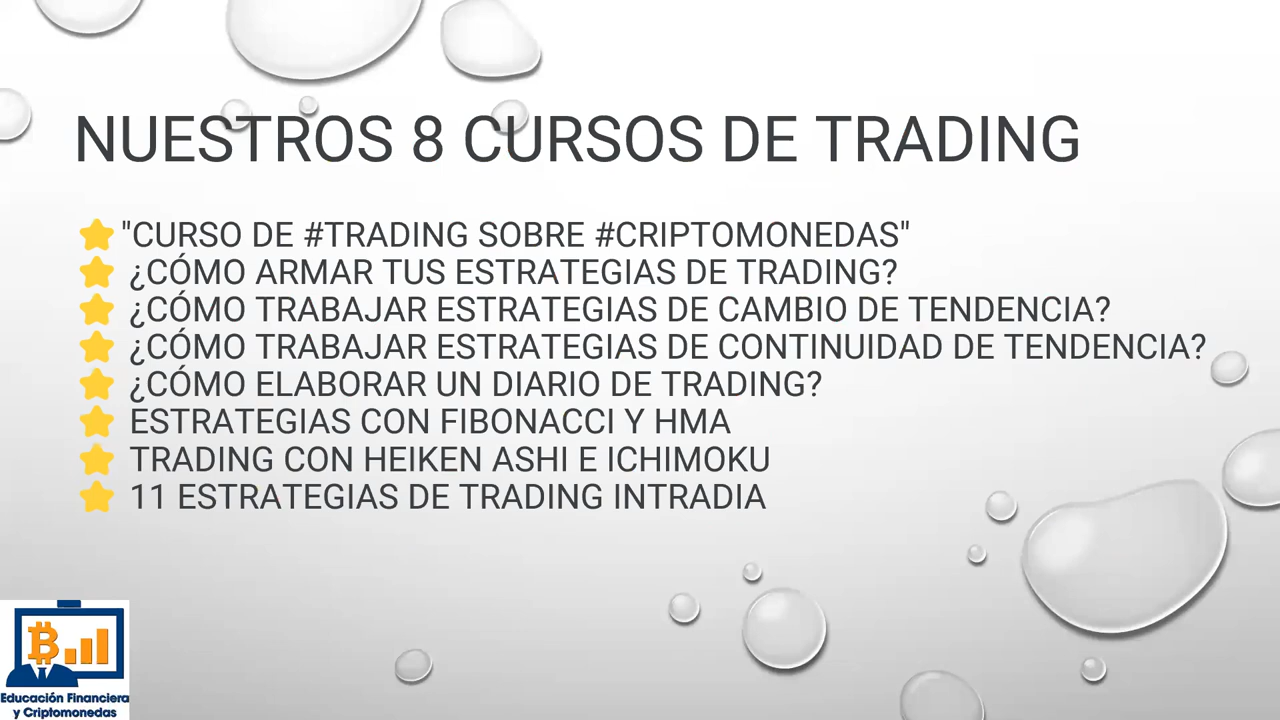 NUESTROS 8 CURSOS DE TRADING
⭐"CURSO DE #TRADING SOBRE #CRIPTOMONEDAS"
⭐ ¿CÓMO ARMAR TUS ESTRATEGIAS DE TRADING?
⭐ ¿CÓMO TRABAJAR ESTRATEGIAS DE CAMBIO DE TENDENCIA?
⭐ ¿CÓMO TRABAJAR ESTRATEGIAS DE CONTINUIDAD DE TENDENCIA?
⭐ ¿CÓMO ELABORAR UN DIARIO DE TRADING?
⭐ ESTRATEGIAS CON FIBONACCI Y HMA
⭐ TRADING CON HEIKEN ASHI E ICHIMOKU
⭐ 11 ESTRATEGIAS DE TRADING INTRADIA
Educación Financiera
y Criptomonedas